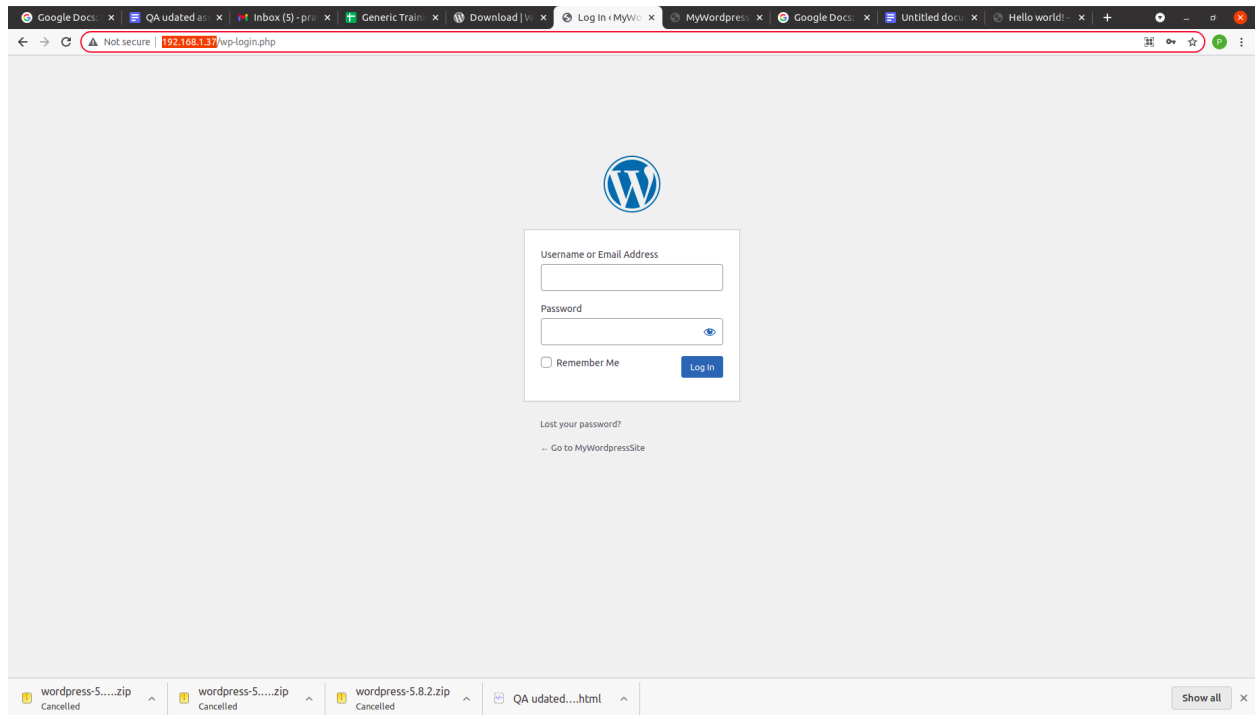 Google Docs:
QA udated as
Inbox (5) - pra
Generic Traini
Download | W
Log In ‹ MyWo
MyWordpress
Google Docs:
Untitled docu
Hello world! –
Not secure | 192.168.1.37/wp-login.php
P
Username or Email Address
Password
Remember Me
Log In
Lost your password?
← Go to MyWordpressSite
wordpress-5.....zip
Cancelled
wordpress-5.....zip
Cancelled
wordpress-5.8.2.zip
Cancelled
QA udated....html
Show all